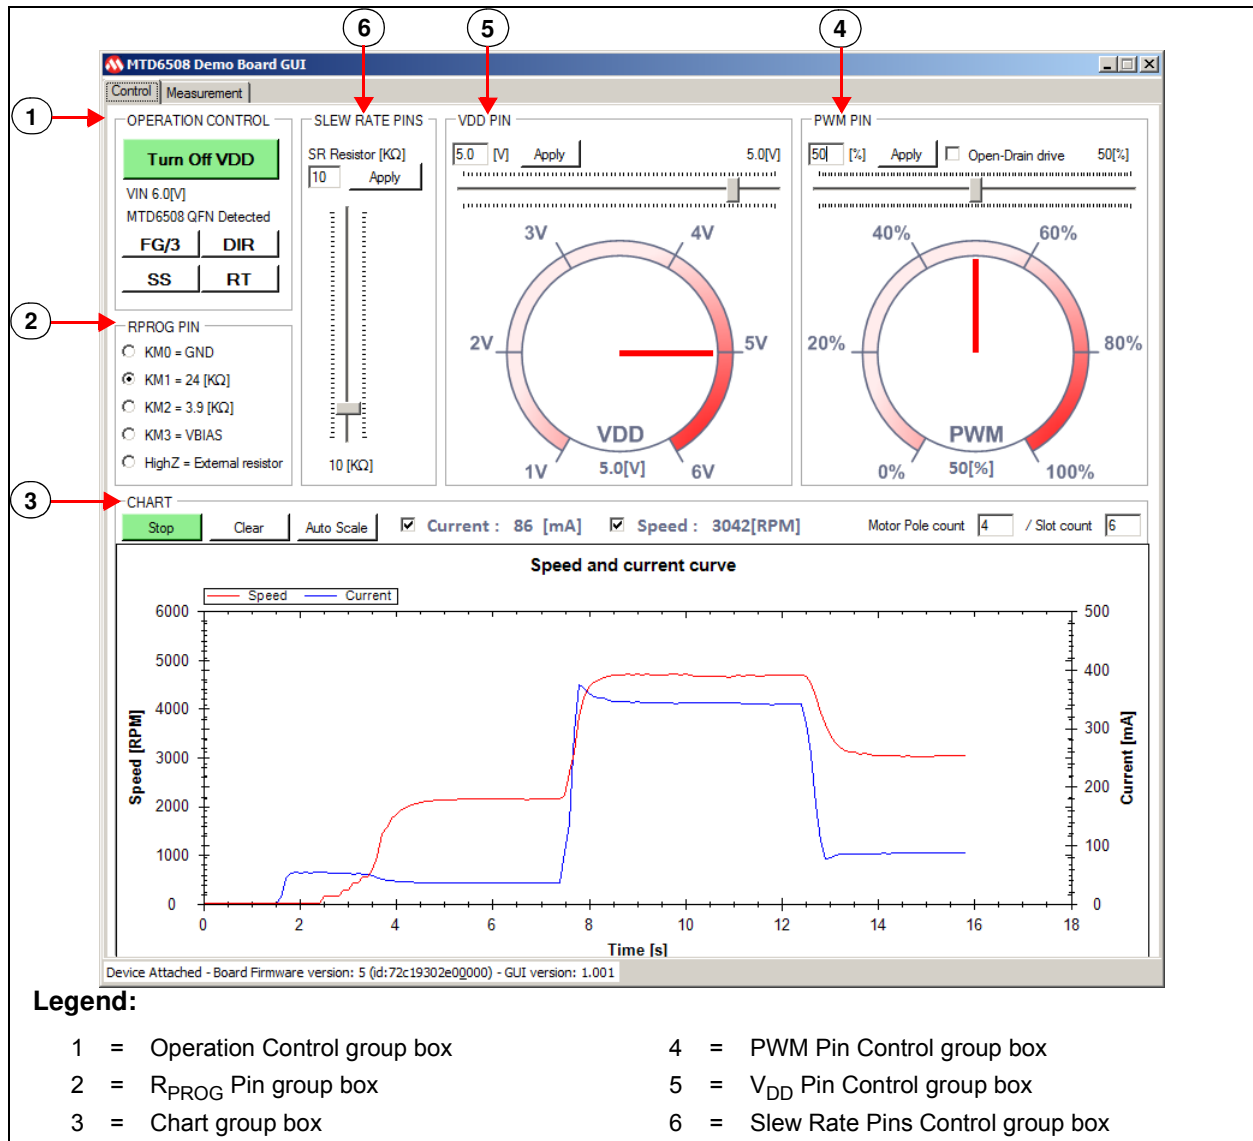 6
5
4
MTD6508 Demo Board GUI
Control Measurement
1
OPERATION CONTROL
Turn Off VDD
VIN 6.0[V]
MTD6508 QFN Detected
FG/3 DIR
SS RT
2
RPROG PIN
KM0 = GND
KM1 = 24 [KΩ]
KM2 = 3.9 [KΩ]
KM3 = VBIAS
HighZ = External resistor
SLEW RATE PINS
SR Resistor [KΩ]
10 Apply
10 [KΩ]
VDD PIN
5.0 [V] Apply 5.0[V]
3V 4V
2V 5V
VDD
1V 5.0[V] 6V
PWM PIN
50 [%] Apply Open-Drain drive 50[%]
40% 60%
20% 80%
PWM
0% 50[%] 100%
3
CHART
Stop Clear Auto Scale Current : 86 [mA] Speed : 3042[RPM] Motor Pole count 4 / Slot count 6
Speed and current curve
Speed Current
Speed [RPM]
6000
5000
4000
3000
2000
1000
0
500
400
300
200
100
0
Current [mA]
0 2 4 6 8 10 12 14 16 18
Time [s]
Device Attached - Board Firmware version: 5 (id:72c19302e00000) - GUI version: 1.001
Legend:
1 = Operation Control group box
2 = RPROG Pin group box
3 = Chart group box
4 = PWM Pin Control group box
5 = VDD Pin Control group box
6 = Slew Rate Pins Control group box